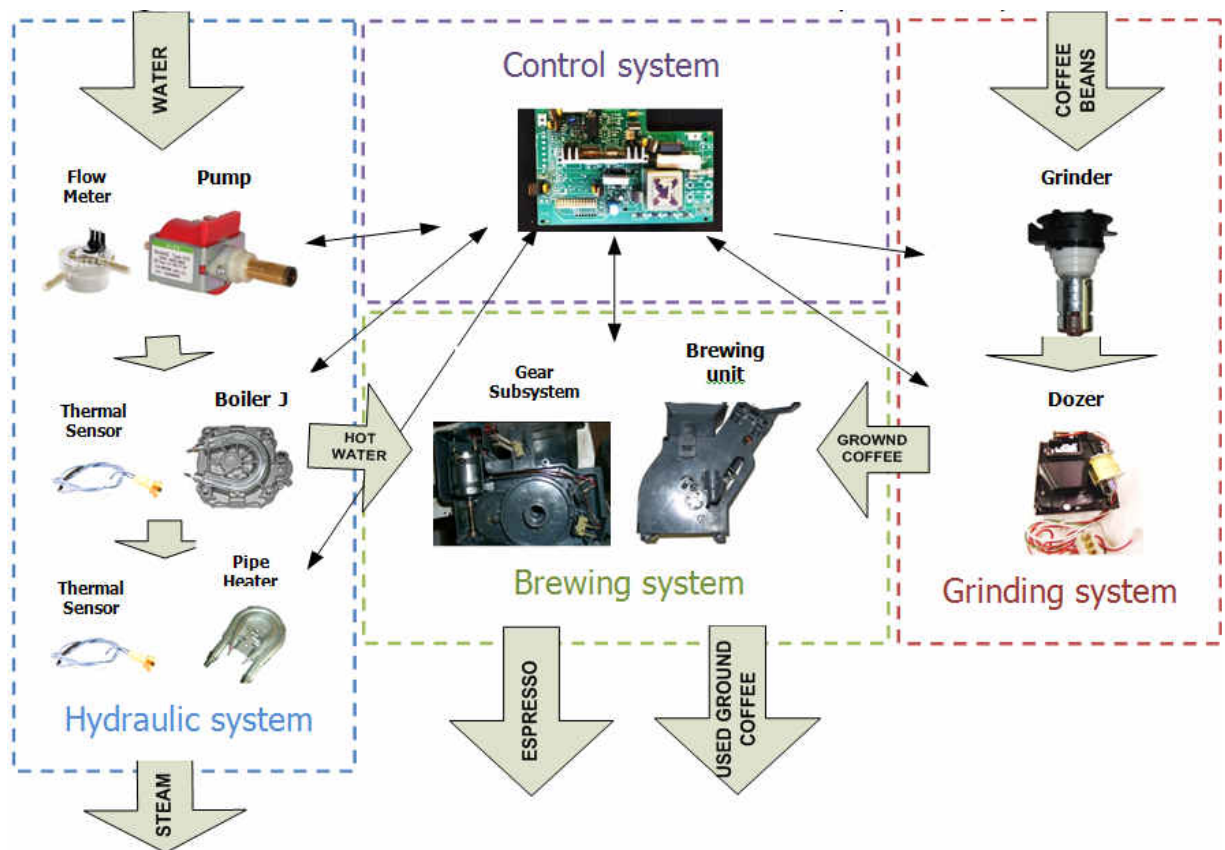 WATER
Control system
COFFEE
BEANS
Flow
Meter
Pump
Grinder
Thermal
Sensor
Boiler J
HOT
WATER
Gear
Subsystem
Brewing
unit
GROWND
COFFEE
Dozer
Thermal
Sensor
Pipe
Heater
Brewing system
Grinding system
Hydraulic system
ESPRESSO
USED GROUND
COFFEE
STEAM